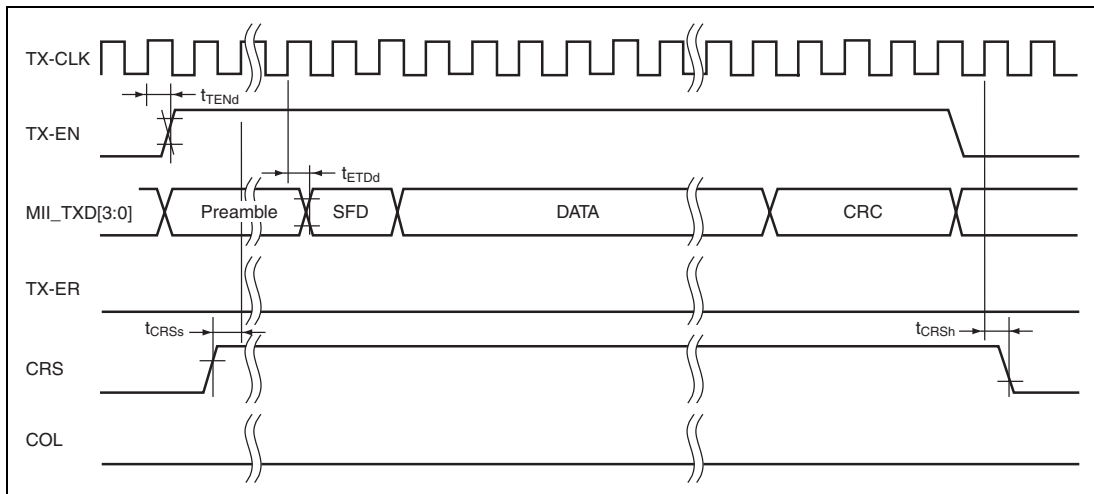 TX-CLK
tTENd
TX-EN
tETDd
MII_TXD[3:0] Preamble SFD DATA CRC
TX-ER
tCRSs tCRSh
CRS
COL